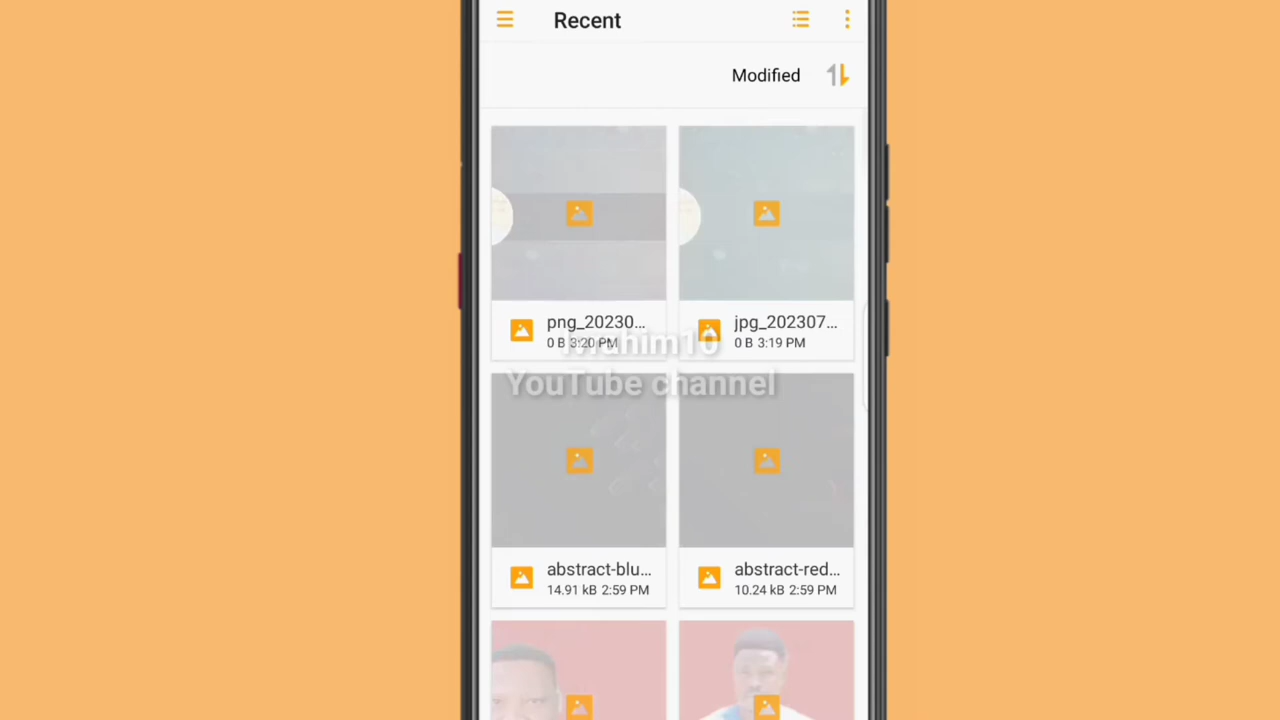 Recent
Modified
png_20230...
0 B 3:20 PM
jpg_202307...
0 B 3:19 PM
Mahim10
YouTube channel
abstract-blu...
14.91 kB 2:59 PM
abstract-red...
10.24 kB 2:59 PM